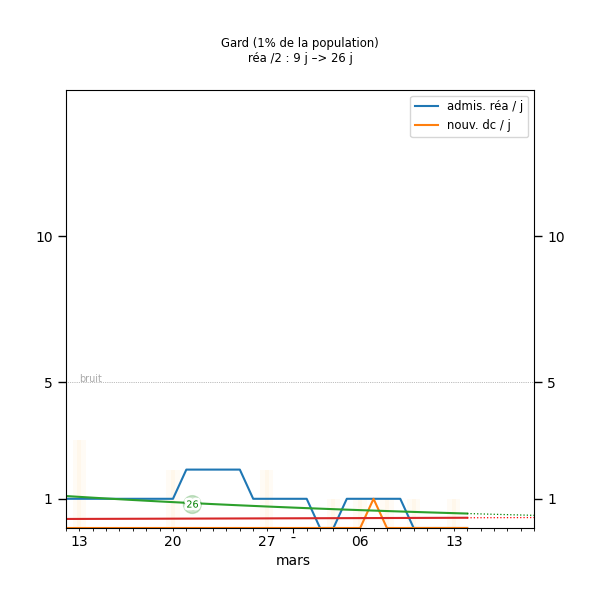 Gard (1% de la population)
réa /2 : 9 j –> 26 j
admis. réa / j
nouv. dc / j
10
10
bruit
5
5
26
1
1
13
20
27
-
06
13
mars